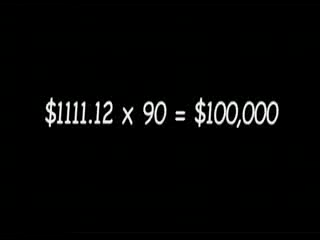 $1111.12 x 90 = $100,000